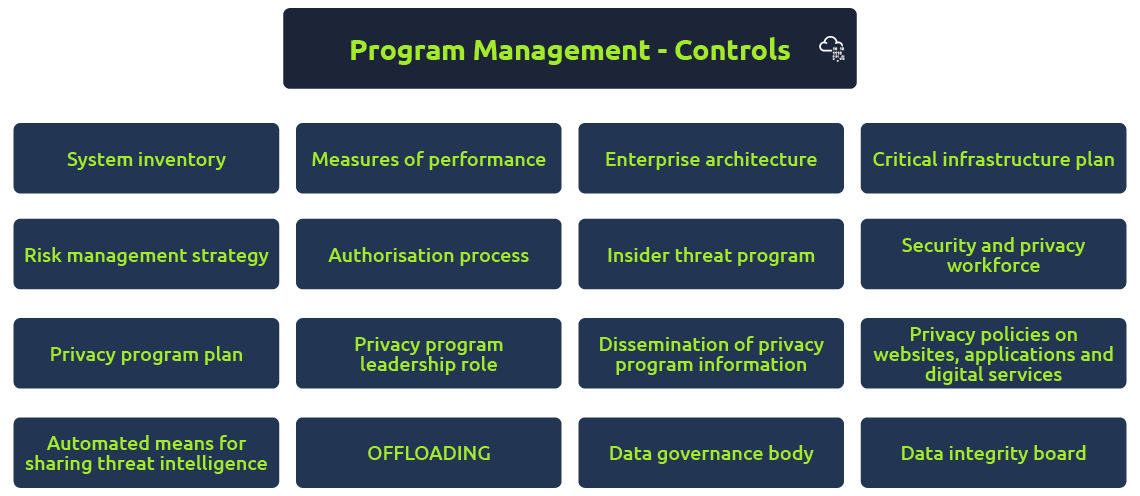 Program Management - Controls
System inventory
Measures of performance
Enterprise architecture
Critical infrastructure plan
Risk management strategy
Authorisation process
Insider threat program
Security and privacy
workforce
Privacy program plan
Privacy program
leadership role
Dissemination of privacy
program information
Privacy policies on
websites, applications and
digital services
Automated means for
sharing threat intelligence
OFFLOADING
Data governance body
Data integrity board